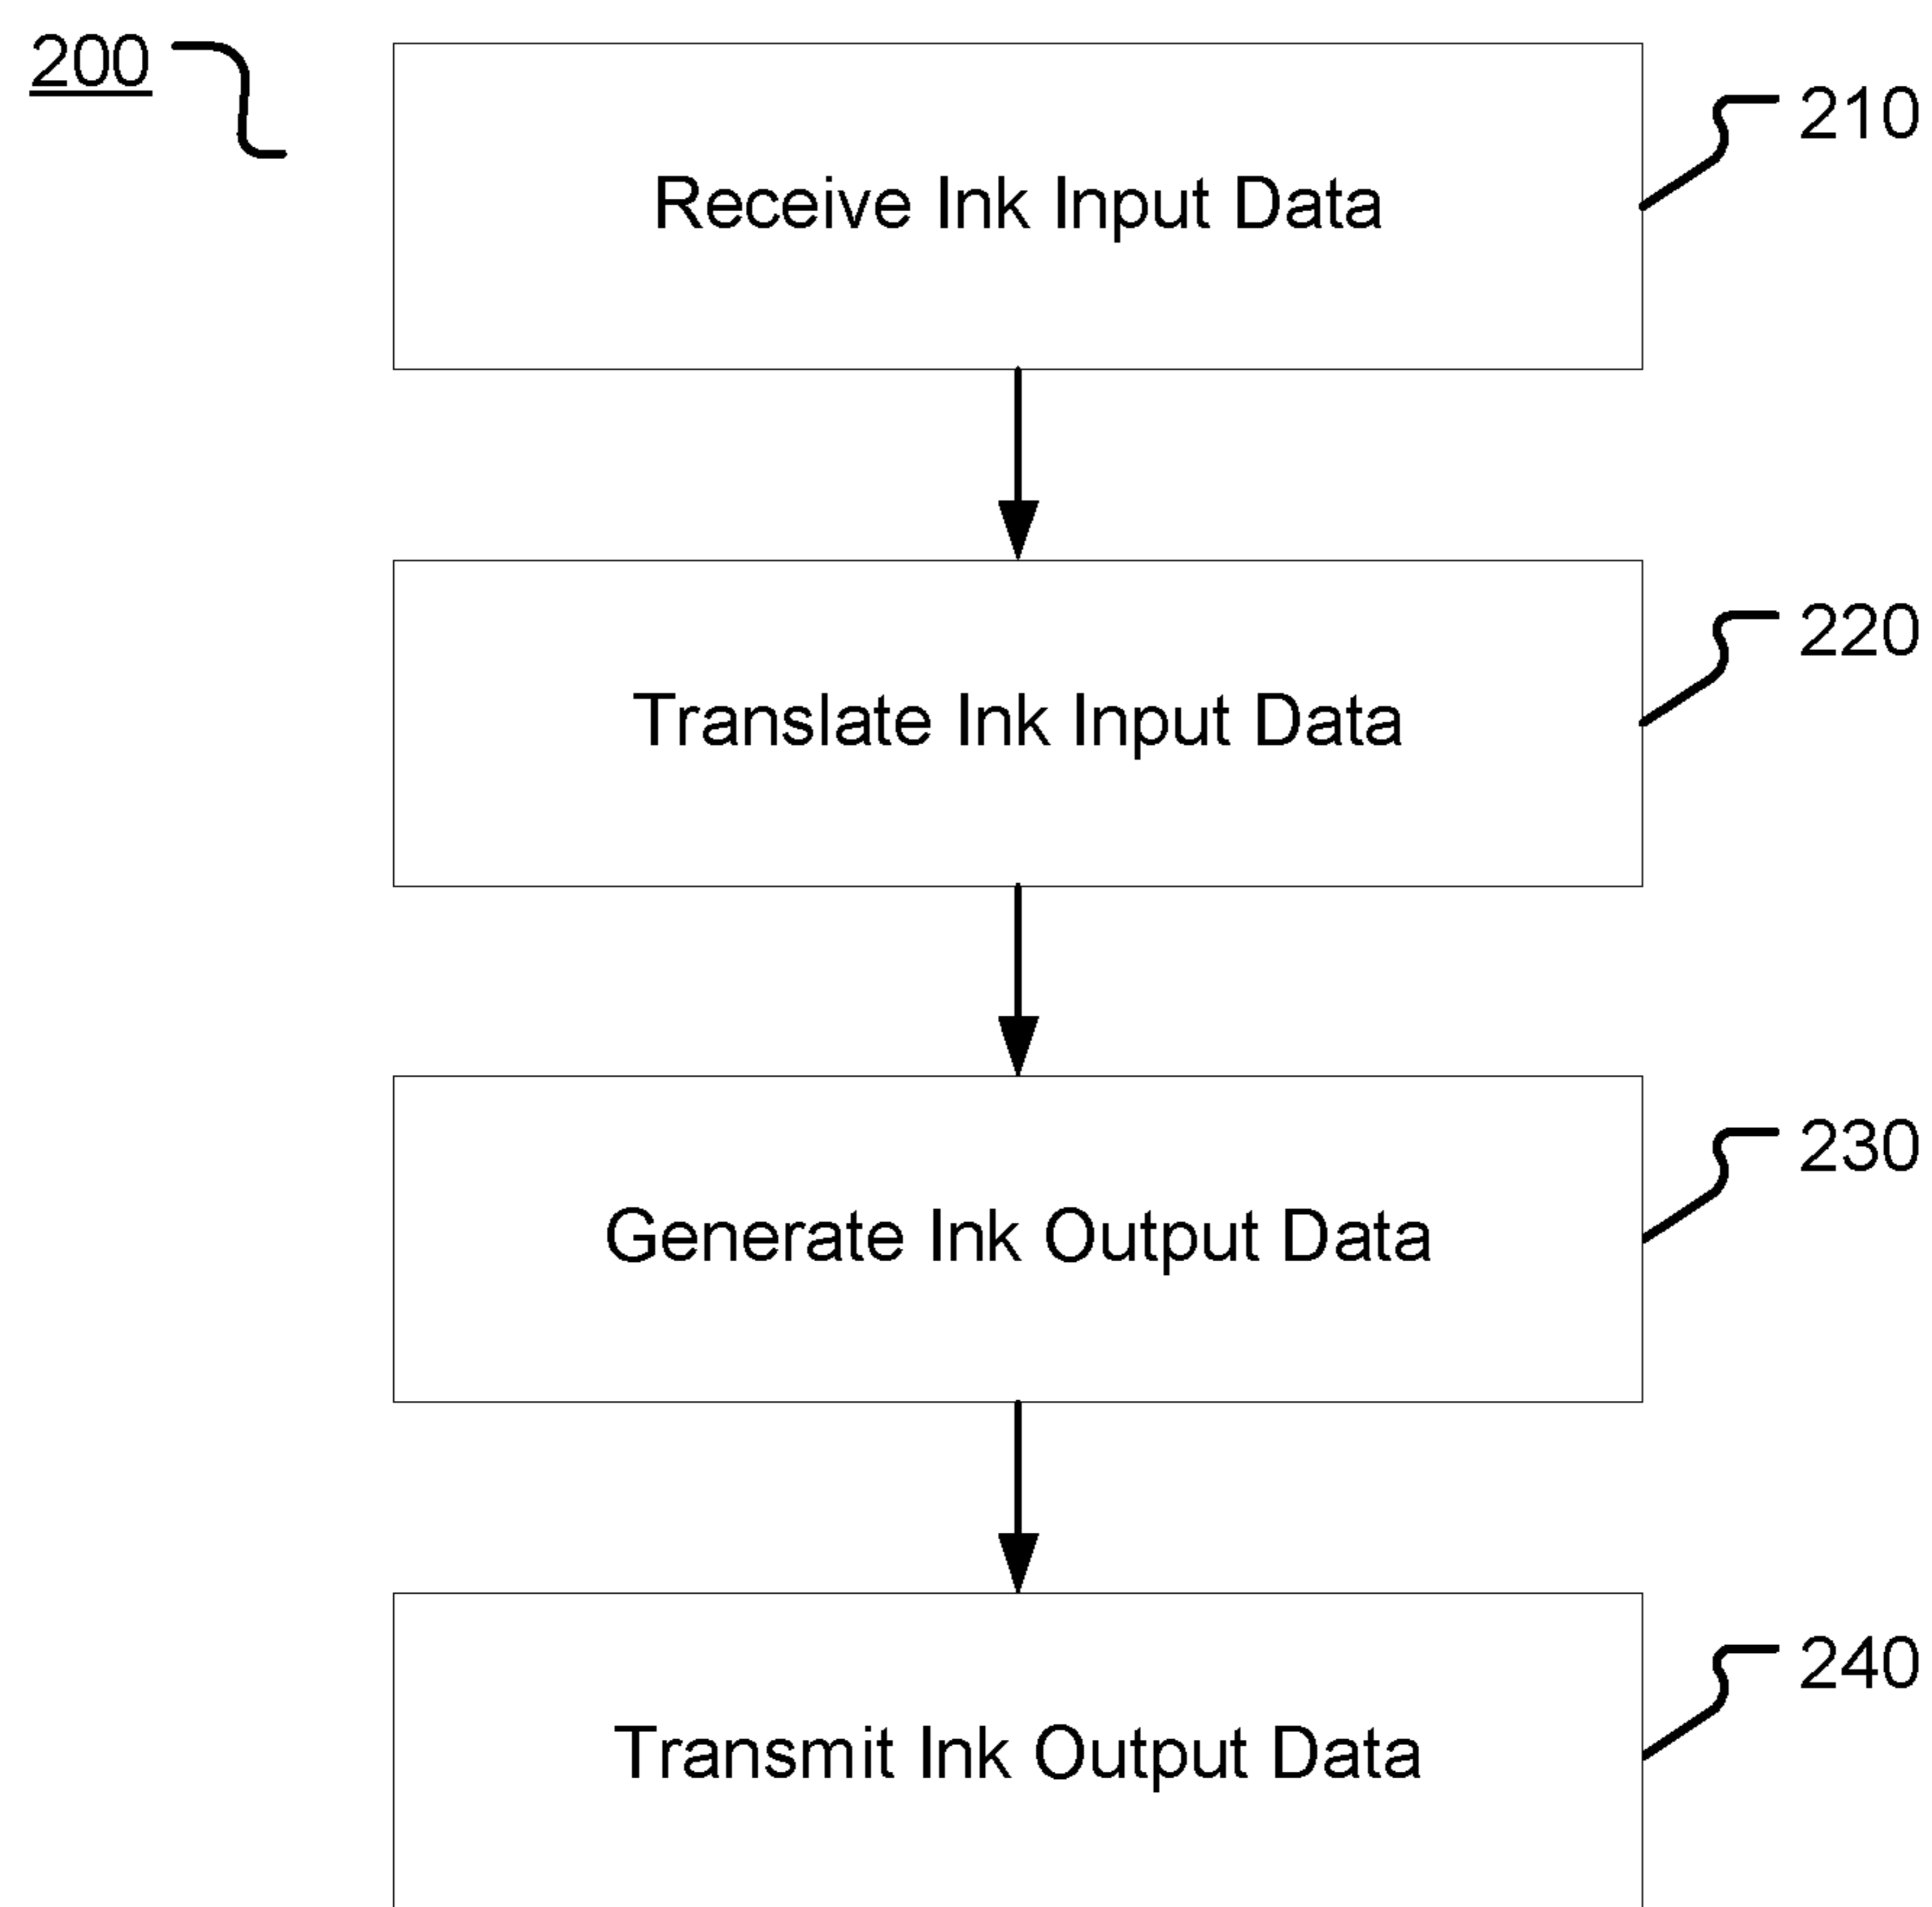 200
210
Receive Ink Input Data
220
Translate Ink Input Data
230
Generate Ink Output Data
240
Transmit Ink Output Data